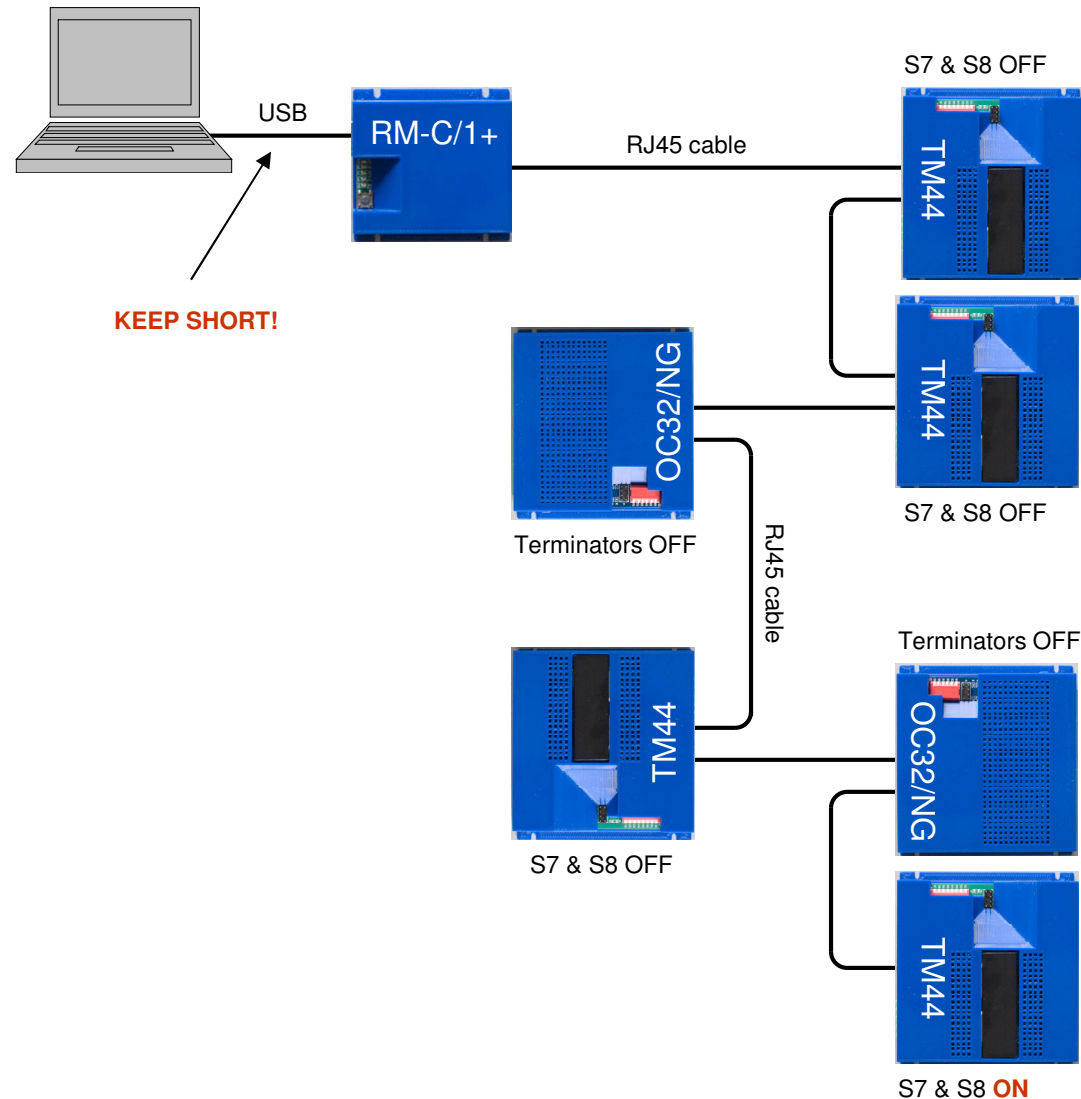 S7 & S8 OFF
USB
RM-C/1+
RJ45 cable
TM44
KEEP SHORT!
OC32/NG
TM44
S7 & S8 OFF
Terminators OFF
RJ45 cable
Terminators OFF
TM44
OC32/NG
S7 & S8 OFF
TM44
S7 & S8 ON